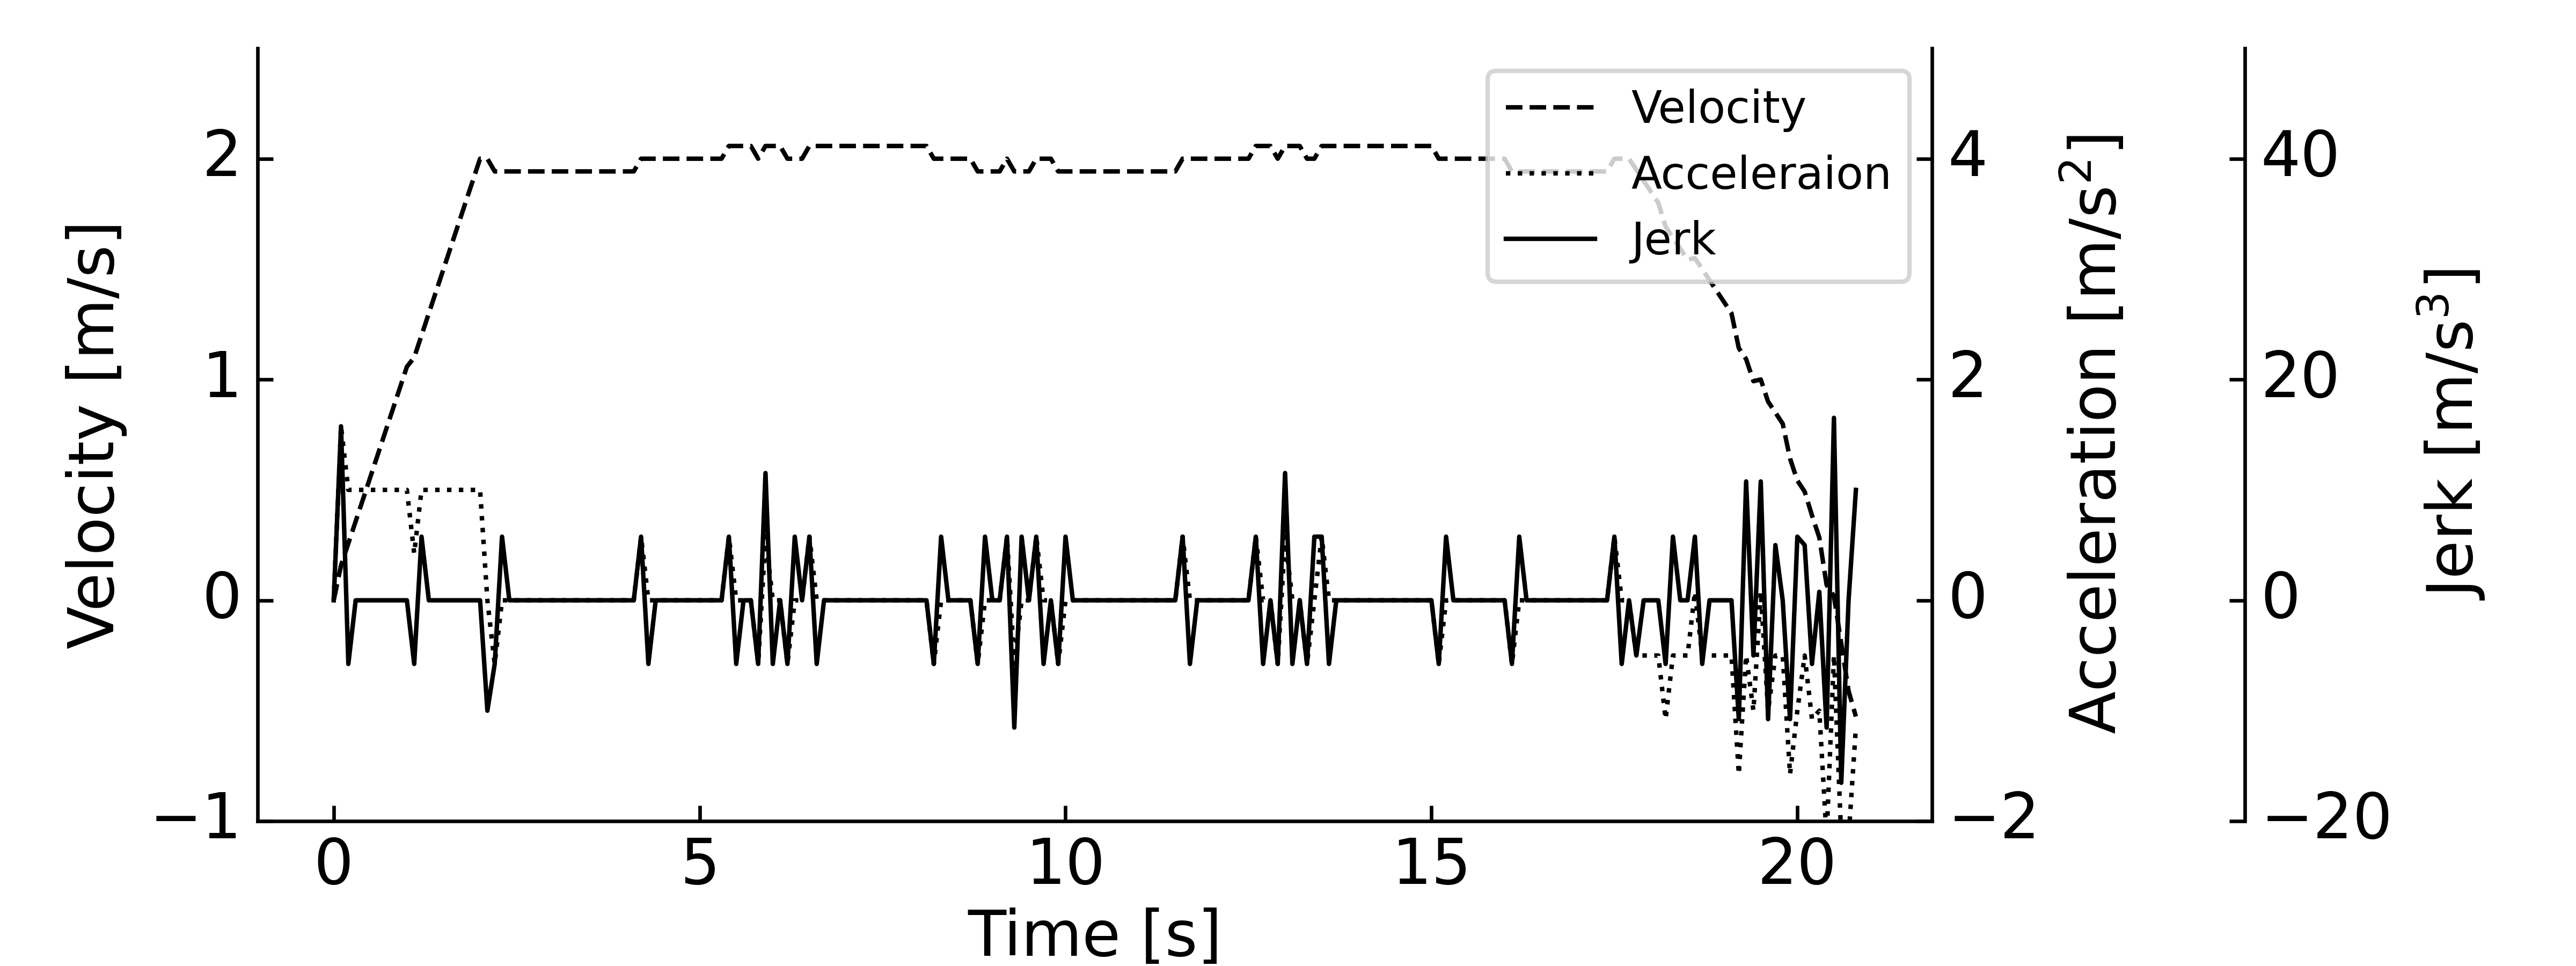 Velocity [m/s]
2
1
0
−1
0 5 10 15 20
Time [s]
Velocity
Acceleraion
Jerk
4
2
0
−2
Acceleration [m/s²]
40
20
0
−20
Jerk [m/s³]